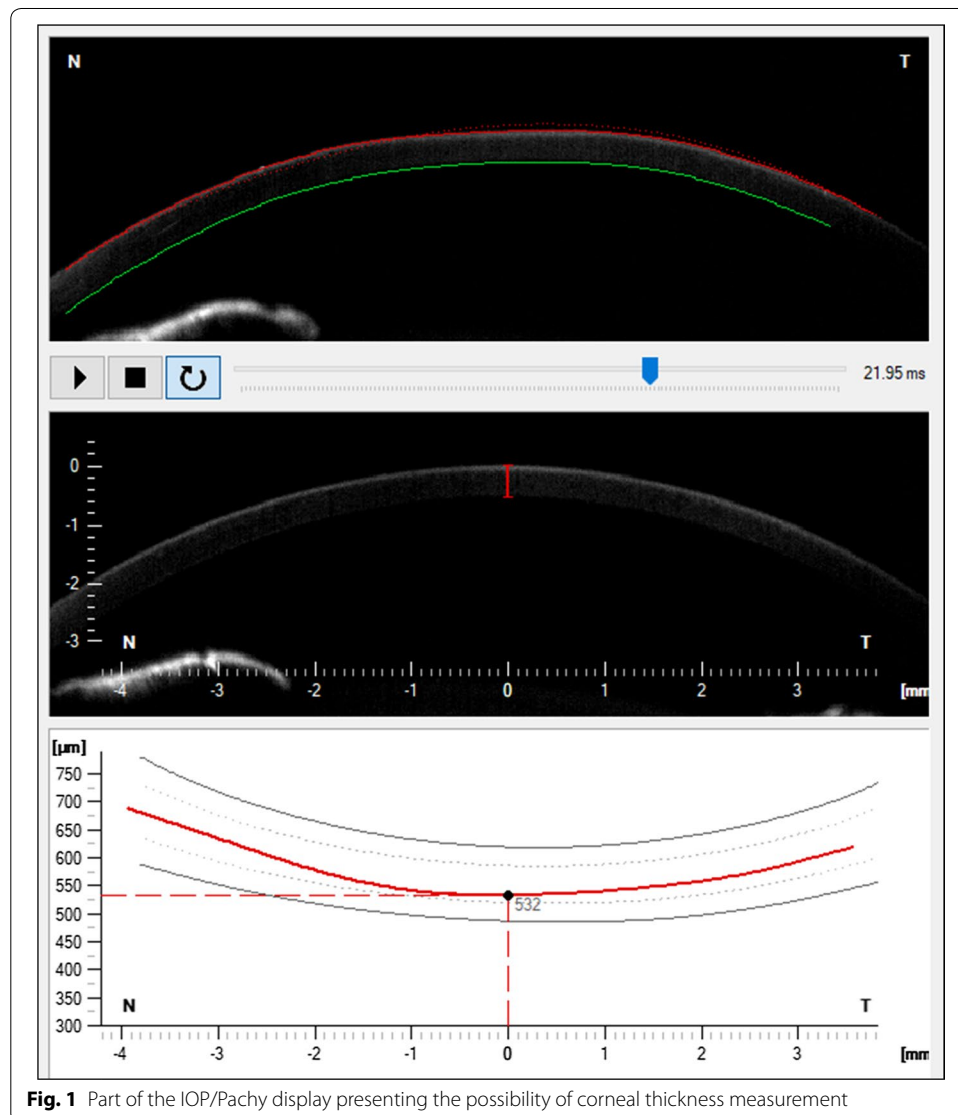 N T
21.95 ms
0
-1
-2
-3
N T
-4 -3 -2 -1 0 1 2 3 [mm
[µm]
750
700
650
600
550
532
500
450
400
350
N T
300
-4 -3 -2 -1 0 1 2 3 [mm
Fig. 1 Part of the IOP/Pachy display presenting the possibility of corneal thickness measurement